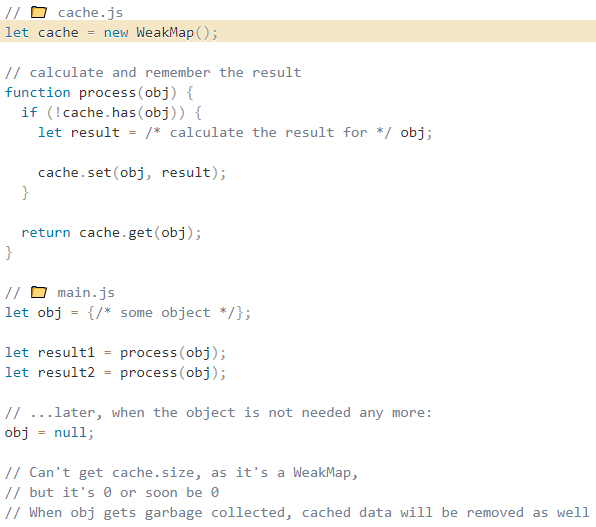 // 📁 cache.js
let cache = new WeakMap();
// calculate and remember the result
function process(obj) {
  if (!cache.has(obj)) {
    let result = /* calculate the result for */ obj;
    cache.set(obj, result);
  }
  return cache.get(obj);
}
// 📁 main.js
let obj = {/* some object */};
let result1 = process(obj);
let result2 = process(obj);
// ...later, when the object is not needed any more:
obj = null;
// Can't get cache.size, as it's a WeakMap,
// but it's 0 or soon be 0
// When obj gets garbage collected, cached data will be removed as well